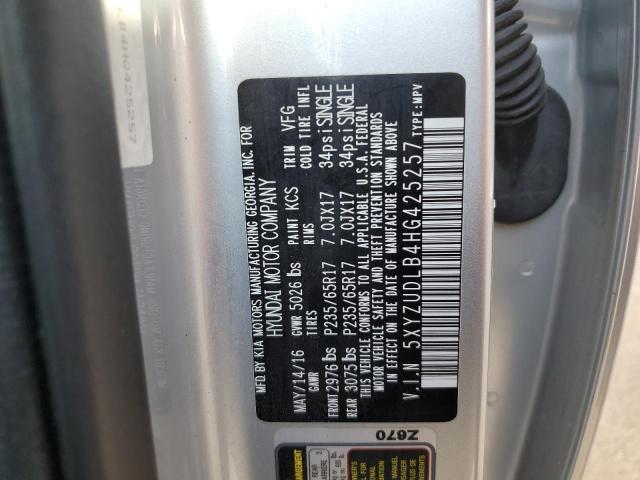 MFD. BY KIA MOTORS MANUFACTURING GEORGIA, INC. FOR
HYUNDAI MOTOR COMPANY
MAY/14/16 GVWR 5026 lbs PAINT KCS TRIM VFG
GAWR TIRES RIMS COLD TIRE INFL
FRONT 2976 lbs P235/65R17 7.0JX17 34psi SINGLE
REAR 3075 lbs P235/65R17 7.0JX17 34psi SINGLE
THIS VEHICLE CONFORMS TO ALL APPLICABLE U.S.A. FEDERAL
MOTOR VEHICLE SAFETY AND THEFT PREVENTION STANDARDS
IN EFFECT ON THE DATE OF MANUFACTURE SHOWN ABOVE
V.I.N. 5XYZUDLB4HG425257 TYPE:MPV
Z670
REAR